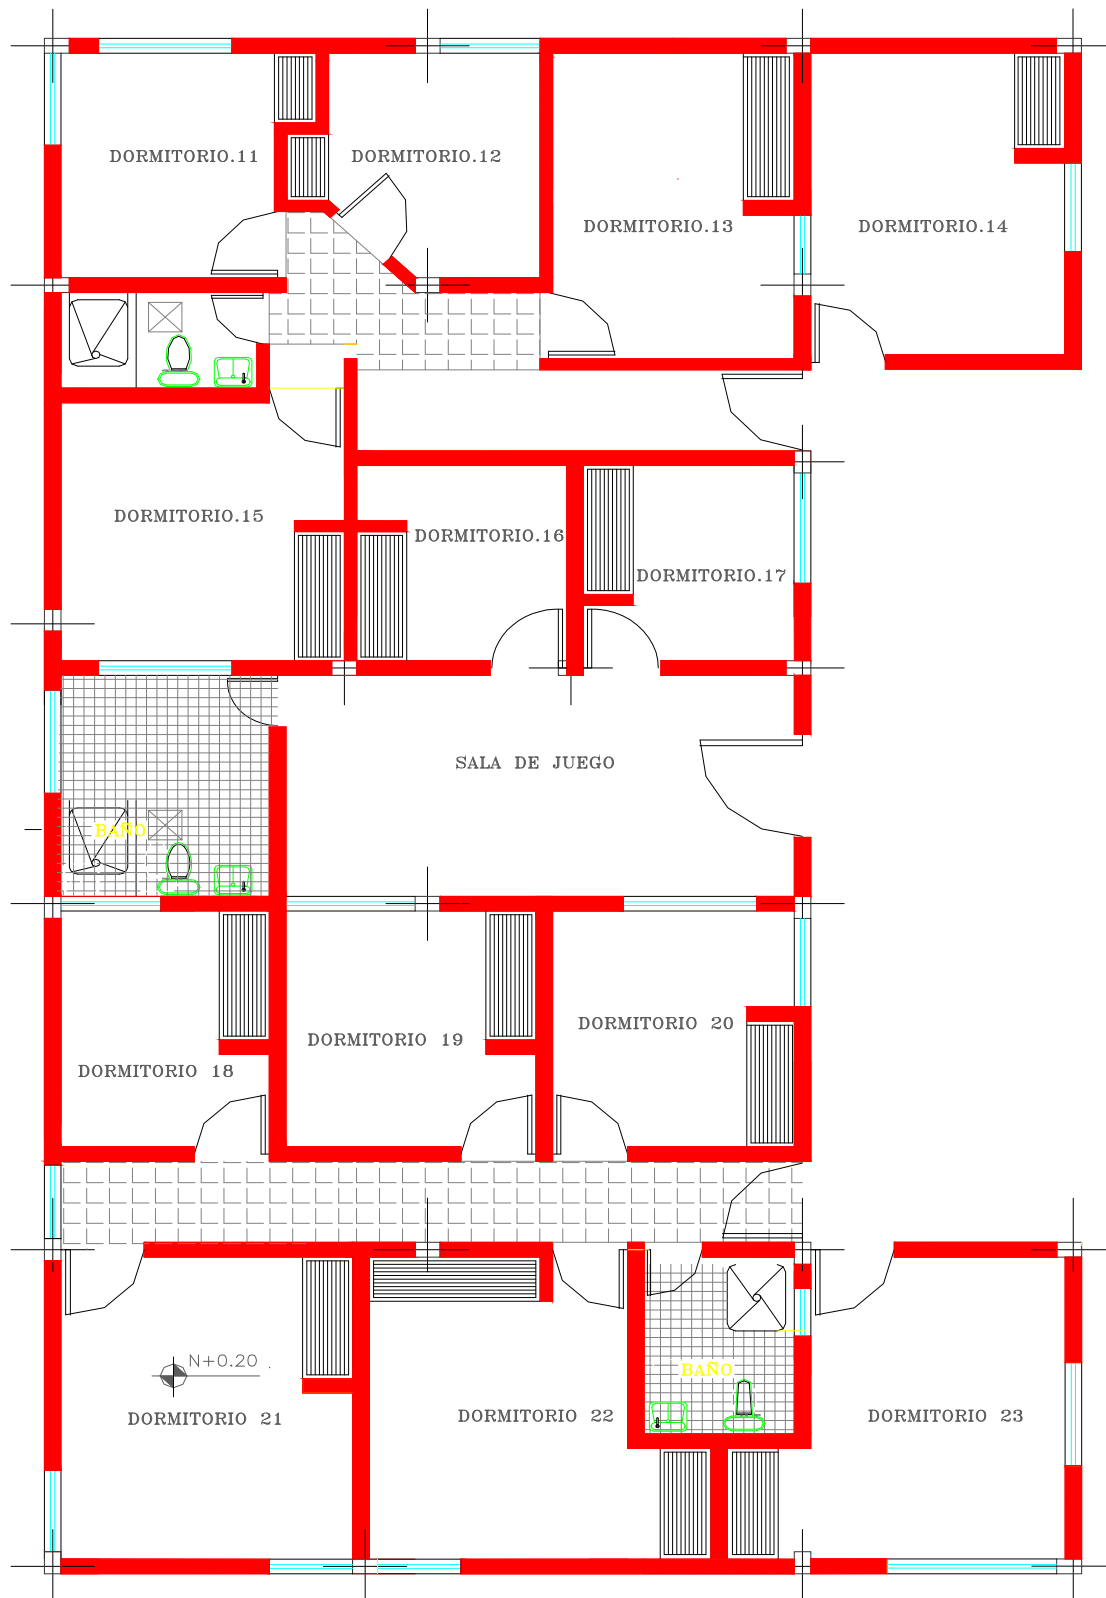 DORMITORIO.11
DORMITORIO.12
DORMITORIO.13
DORMITORIO.14
DORMITORIO.15
DORMITORIO.16
DORMITORIO.17
SALA DE JUEGO
BAÑO
DORMITORIO 18
DORMITORIO 19
DORMITORIO 20
N+0.20
BAÑO
DORMITORIO 21
DORMITORIO 22
DORMITORIO 23